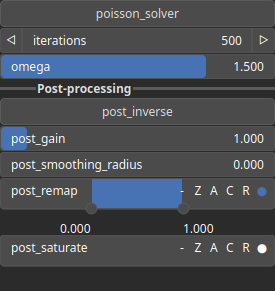 poisson_solver
iterations 500
omega 1.500
Post-processing
post_inverse
post_gain 1.000
post_smoothing_radius 0.000
post_remap - Z A C R
0.000 1.000
post_saturate - Z A C R